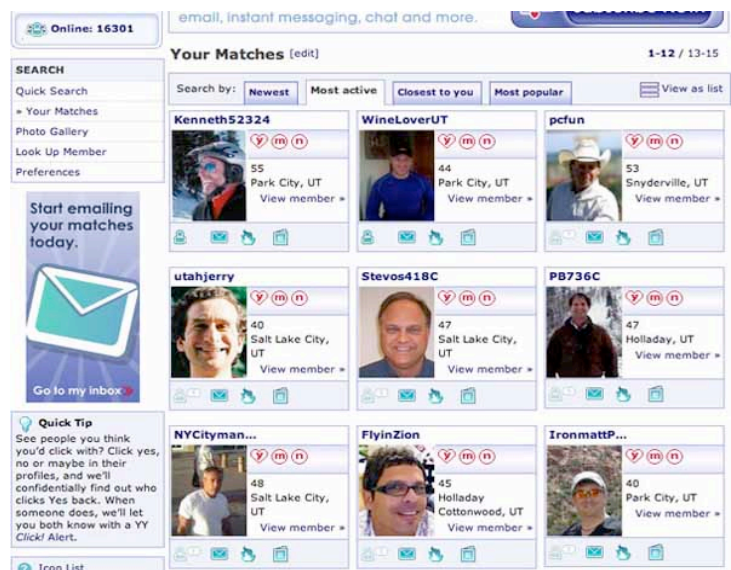 email, instant messaging, chat and more.
Online: 16301
Your Matches [edit]
1-12 / 13-15
SEARCH
Quick Search
» Your Matches
Photo Gallery
Look Up Member
Preferences
Search by:
Newest
Most active
Closest to you
Most popular
View as list
Kenneth52324
y m n
55
Park City, UT
View member »
WineLoverUT
y m n
44
Park City, UT
View member »
pcfun
y m n
53
Snyderville, UT
View member »
Start emailing
your matches
today.
Go to my inbox »
utahjerry
y m n
40
Salt Lake City,
UT
View member »
Stevos418C
y m n
47
Salt Lake City,
UT
View member »
PB736C
y m n
47
Holladay, UT
View member »
Quick Tip
See people you think
you'd click with? Click yes,
no or maybe in their
profiles, and we'll
confidentially find out who
clicks Yes back. When
someone does, we'll let
you both know with a YY
Click! Alert.
NYCityman...
y m n
48
Salt Lake City,
UT
View member »
FlyinZion
y m n
45
Holladay
Cottonwood, UT
View member »
IronmattP...
y m n
40
Park City, UT
View member »
Icon List